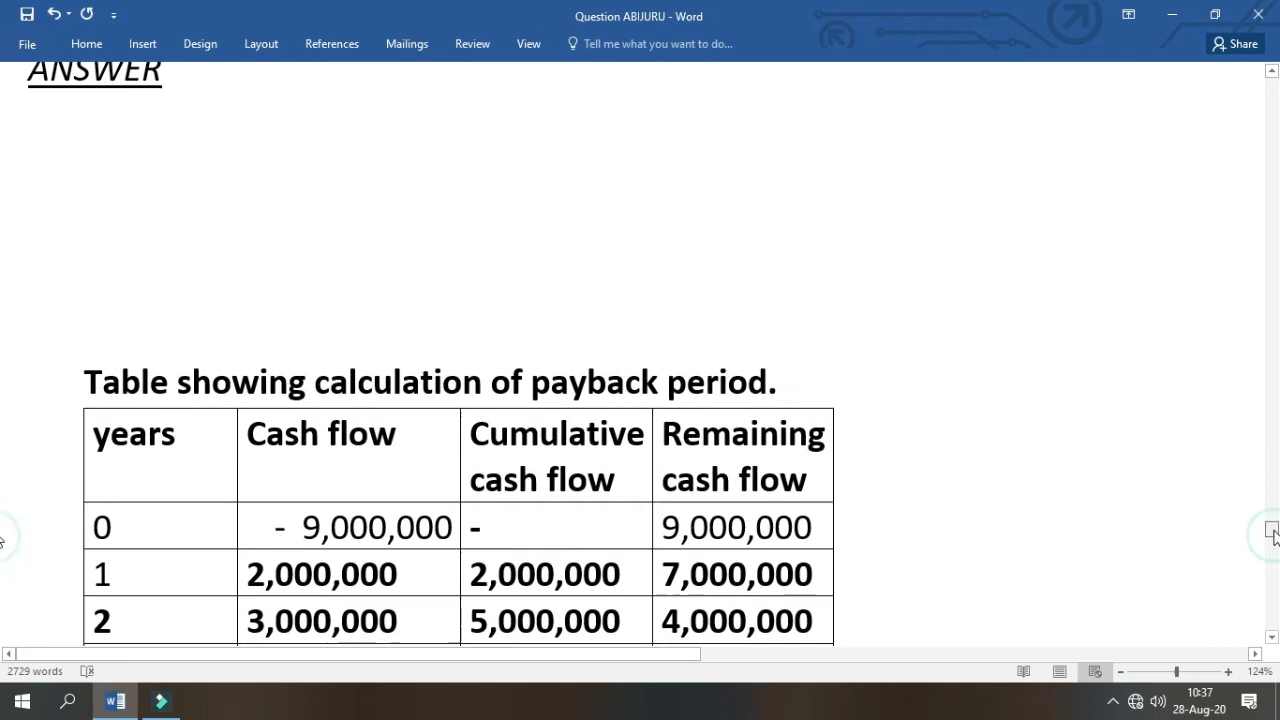 Question ABIJURU - Word
File Home Insert Design Layout References Mailings Review View Tell me what you want to do... Share
ANSWER
Table showing calculation of payback period.
years Cash flow Cumulative cash flow Remaining cash flow
0 - 9,000,000 - 9,000,000
1 2,000,000 2,000,000 7,000,000
2 3,000,000 5,000,000 4,000,000
2729 words 124%
10:37
28-Aug-20